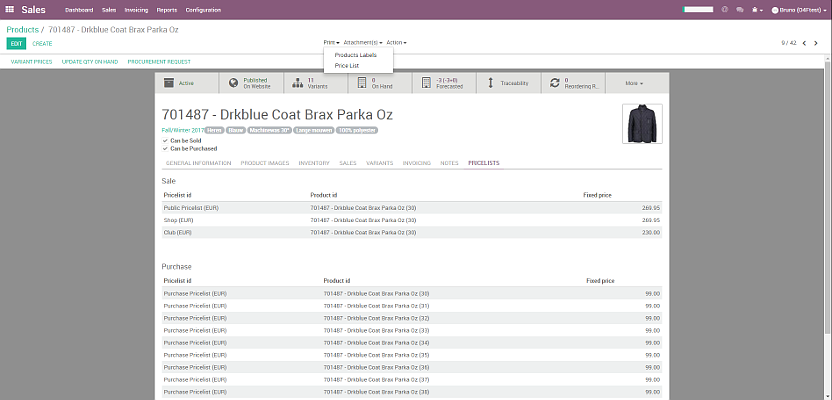 Sales Dashboard Sales Invoicing Reports Configuration Bruno (O4Ftest)
Products / 701487 - Drkblue Coat Brax Parka Oz
EDIT CREATE Print Attachment(s) Action 9 / 42
Products Labels
Price List
VARIANT PRICES UPDATE QTY ON HAND PROCUREMENT REQUEST
Active Published On Website 11 Variants 0 On Hand -3 (-3+0) Forecasted Traceability 0 Reordering R... More
701487 - Drkblue Coat Brax Parka Oz
Fall/Winter 2017 Heren Blauw Machinewas 30° Lange mouwen 100% polyester
Can be Sold
Can be Purchased
GENERAL INFORMATION PRODUCT IMAGES INVENTORY SALES VARIANTS INVOICING NOTES PRICELISTS
Sale
Pricelist id Product id Fixed price
Public Pricelist (EUR) 701487 - Drkblue Coat Brax Parka Oz (30) 269.95
Shop (EUR) 701487 - Drkblue Coat Brax Parka Oz (30) 269.95
Club (EUR) 701487 - Drkblue Coat Brax Parka Oz (30) 230.00
Purchase
Pricelist id Product id Fixed price
Purchase Pricelist (EUR) 701487 - Drkblue Coat Brax Parka Oz (30) 99.00
Purchase Pricelist (EUR) 701487 - Drkblue Coat Brax Parka Oz (31) 99.00
Purchase Pricelist (EUR) 701487 - Drkblue Coat Brax Parka Oz (32) 99.00
Purchase Pricelist (EUR) 701487 - Drkblue Coat Brax Parka Oz (33) 99.00
Purchase Pricelist (EUR) 701487 - Drkblue Coat Brax Parka Oz (34) 99.00
Purchase Pricelist (EUR) 701487 - Drkblue Coat Brax Parka Oz (35) 99.00
Purchase Pricelist (EUR) 701487 - Drkblue Coat Brax Parka Oz (36) 99.00
Purchase Pricelist (EUR) 701487 - Drkblue Coat Brax Parka Oz (37) 99.00
Purchase Pricelist (EUR) 701487 - Drkblue Coat Brax Parka Oz (38) 99.00